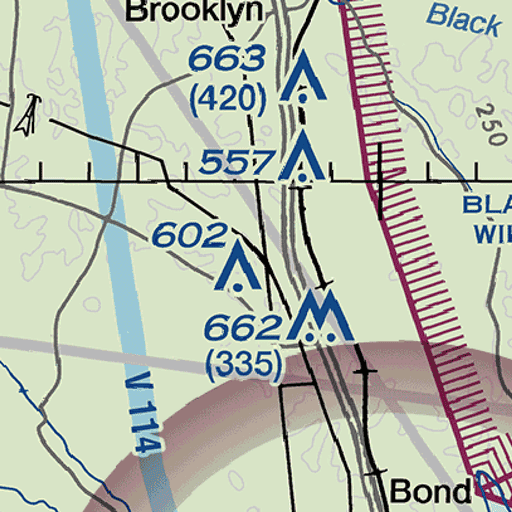 Brooklyn
Black
663
(420)
250
557
BLA
WI
602
662
(335)
V 114
Bond